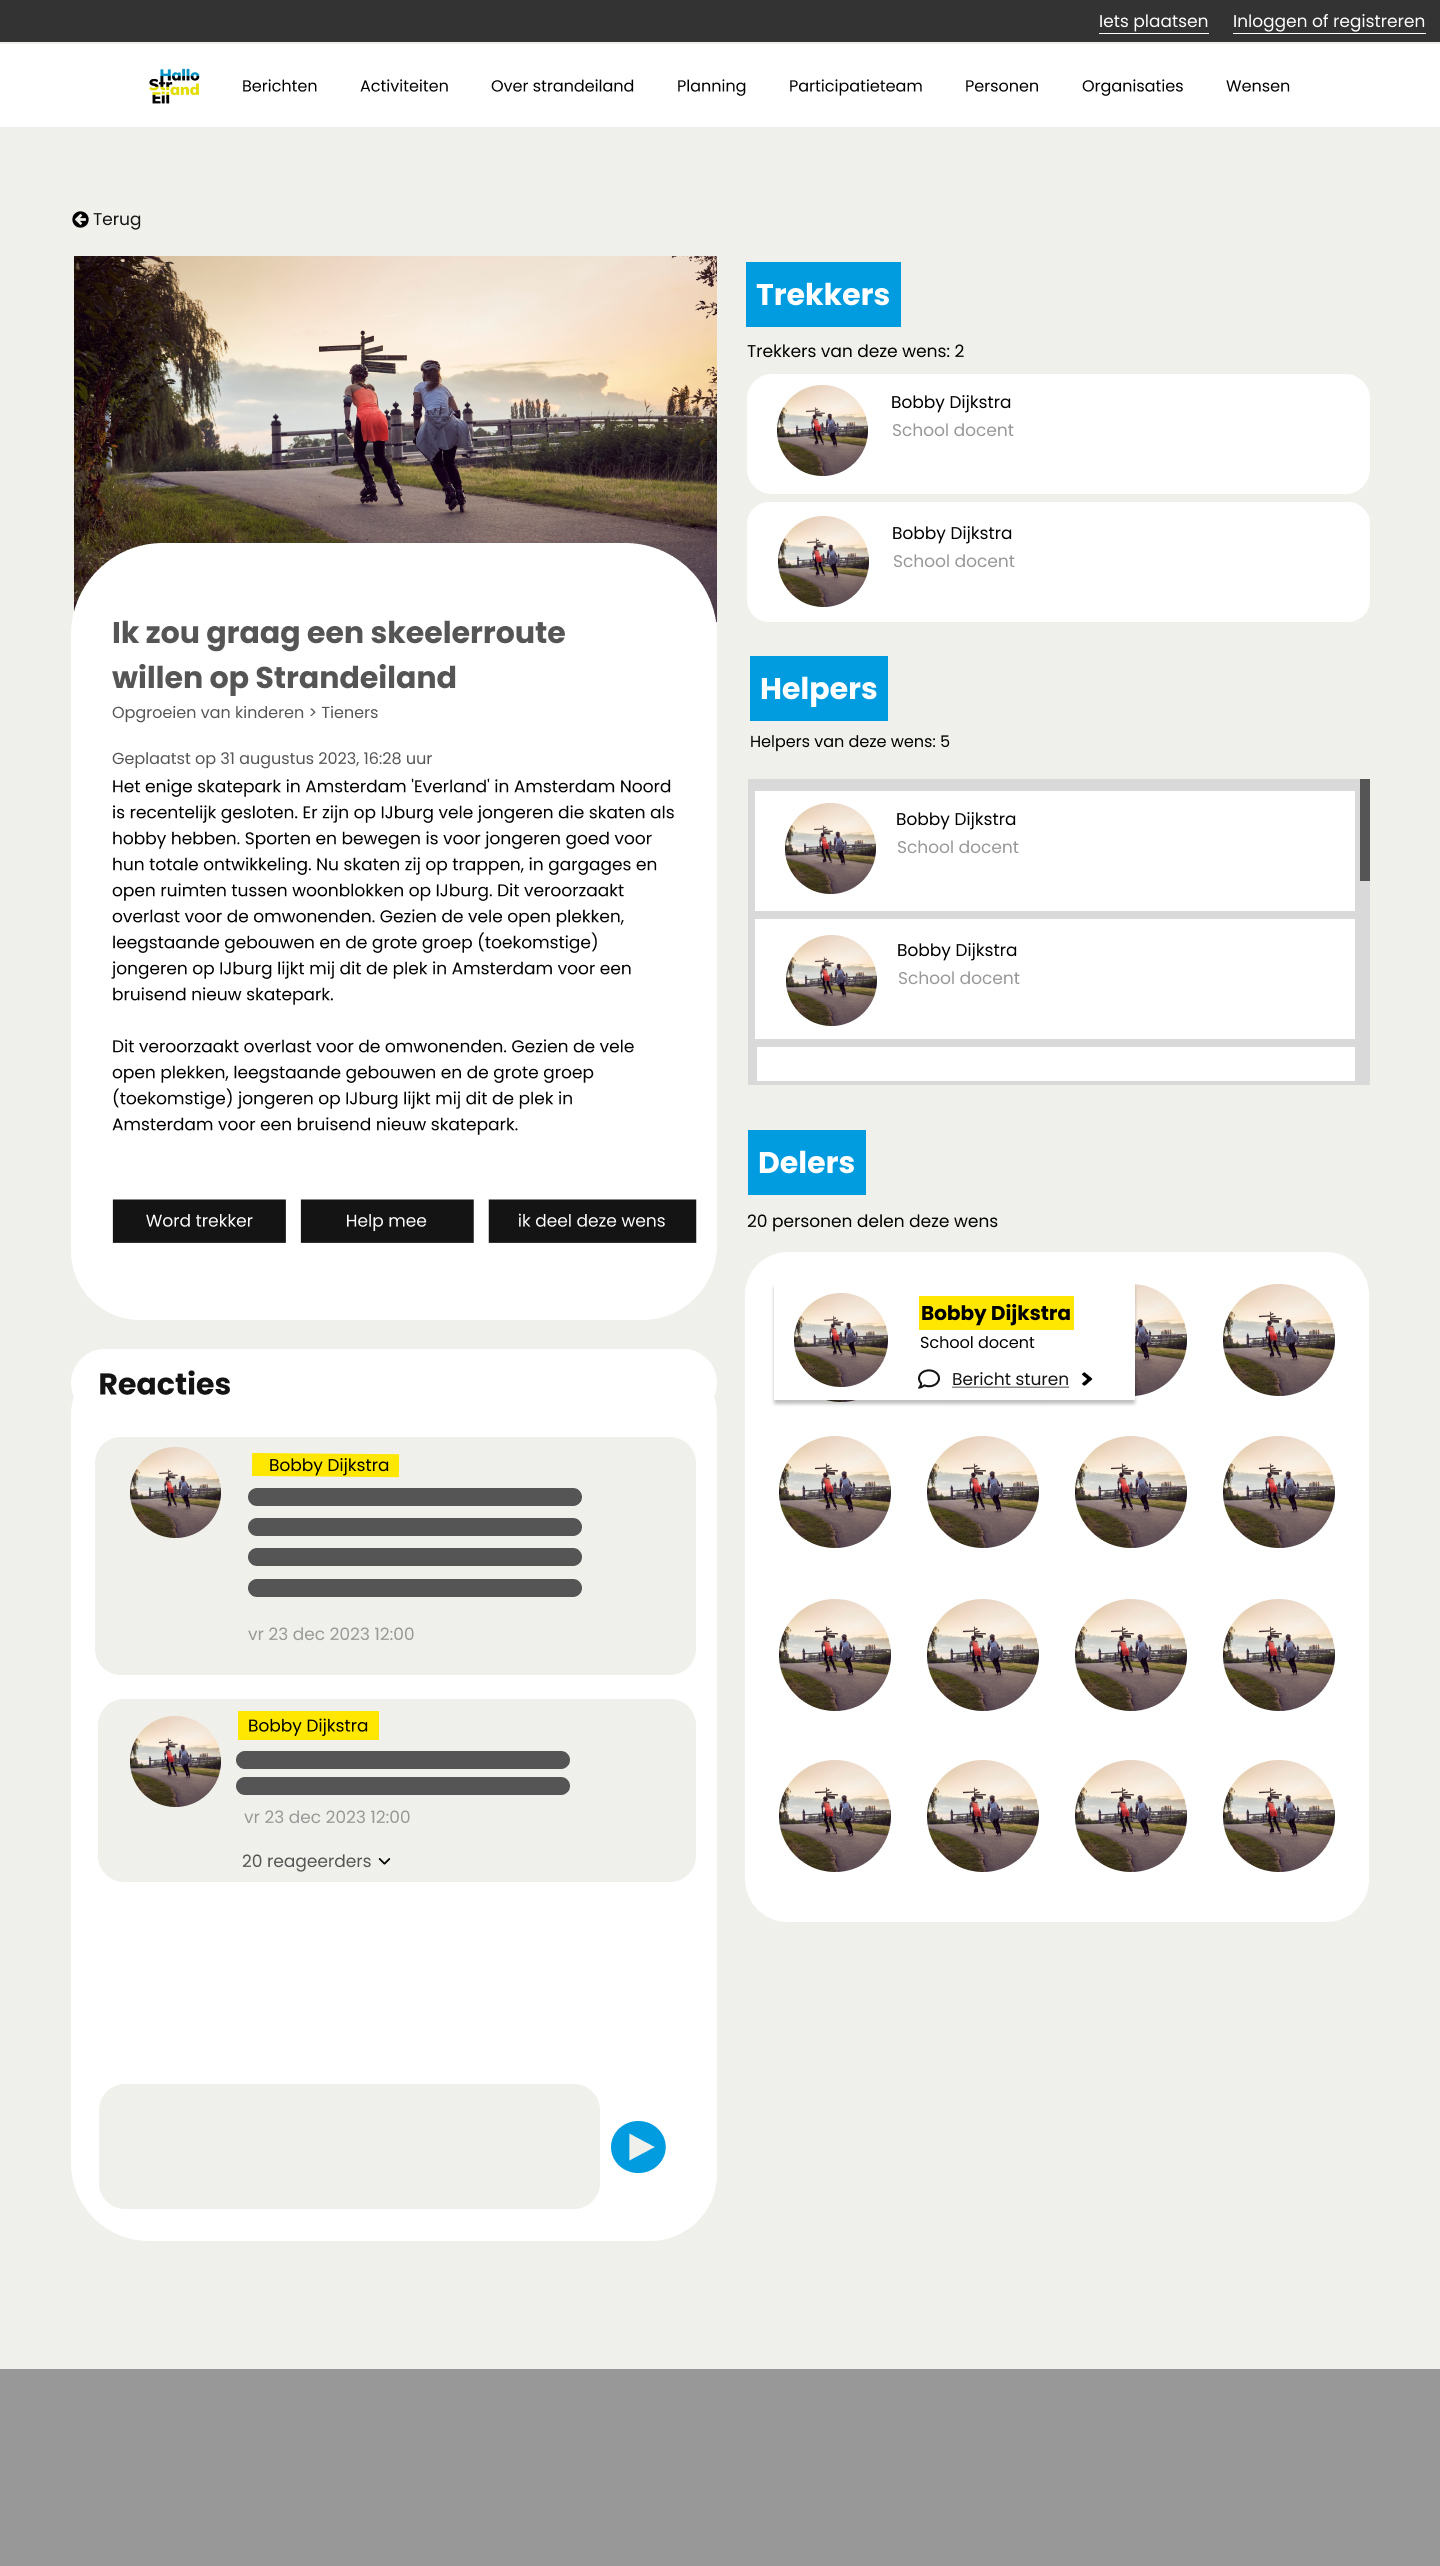 Iets plaatsen Inloggen of registreren
Hallo
Str
Eiland
Eil
Berichten Activiteiten Over strandeiland Planning Participatieteam Personen Organisaties Wensen
Terug
Ik zou graag een skeelerroute
willen op Strandeiland
Opgroeien van kinderen > Tieners
Geplaatst op 31 augustus 2023, 16:28 uur
Het enige skatepark in Amsterdam 'Everland' in Amsterdam Noord
is recentelijk gesloten. Er zijn op IJburg vele jongeren die skaten als
hobby hebben. Sporten en bewegen is voor jongeren goed voor
hun totale ontwikkeling. Nu skaten zij op trappen, in gargages en
open ruimten tussen woonblokken op IJburg. Dit veroorzaakt
overlast voor de omwonenden. Gezien de vele open plekken,
leegstaande gebouwen en de grote groep (toekomstige)
jongeren op IJburg lijkt mij dit de plek in Amsterdam voor een
bruisend nieuw skatepark.
Dit veroorzaakt overlast voor de omwonenden. Gezien de vele
open plekken, leegstaande gebouwen en de grote groep
(toekomstige) jongeren op IJburg lijkt mij dit de plek in
Amsterdam voor een bruisend nieuw skatepark.
Word trekker Help mee ik deel deze wens
Reacties
Bobby Dijkstra
vr 23 dec 2023 12:00
Bobby Dijkstra
vr 23 dec 2023 12:00
20 reageerders
Trekkers
Trekkers van deze wens: 2
Bobby Dijkstra
School docent
Bobby Dijkstra
School docent
Helpers
Helpers van deze wens: 5
Bobby Dijkstra
School docent
Bobby Dijkstra
School docent
Delers
20 personen delen deze wens
Bobby Dijkstra
School docent
Bericht sturen